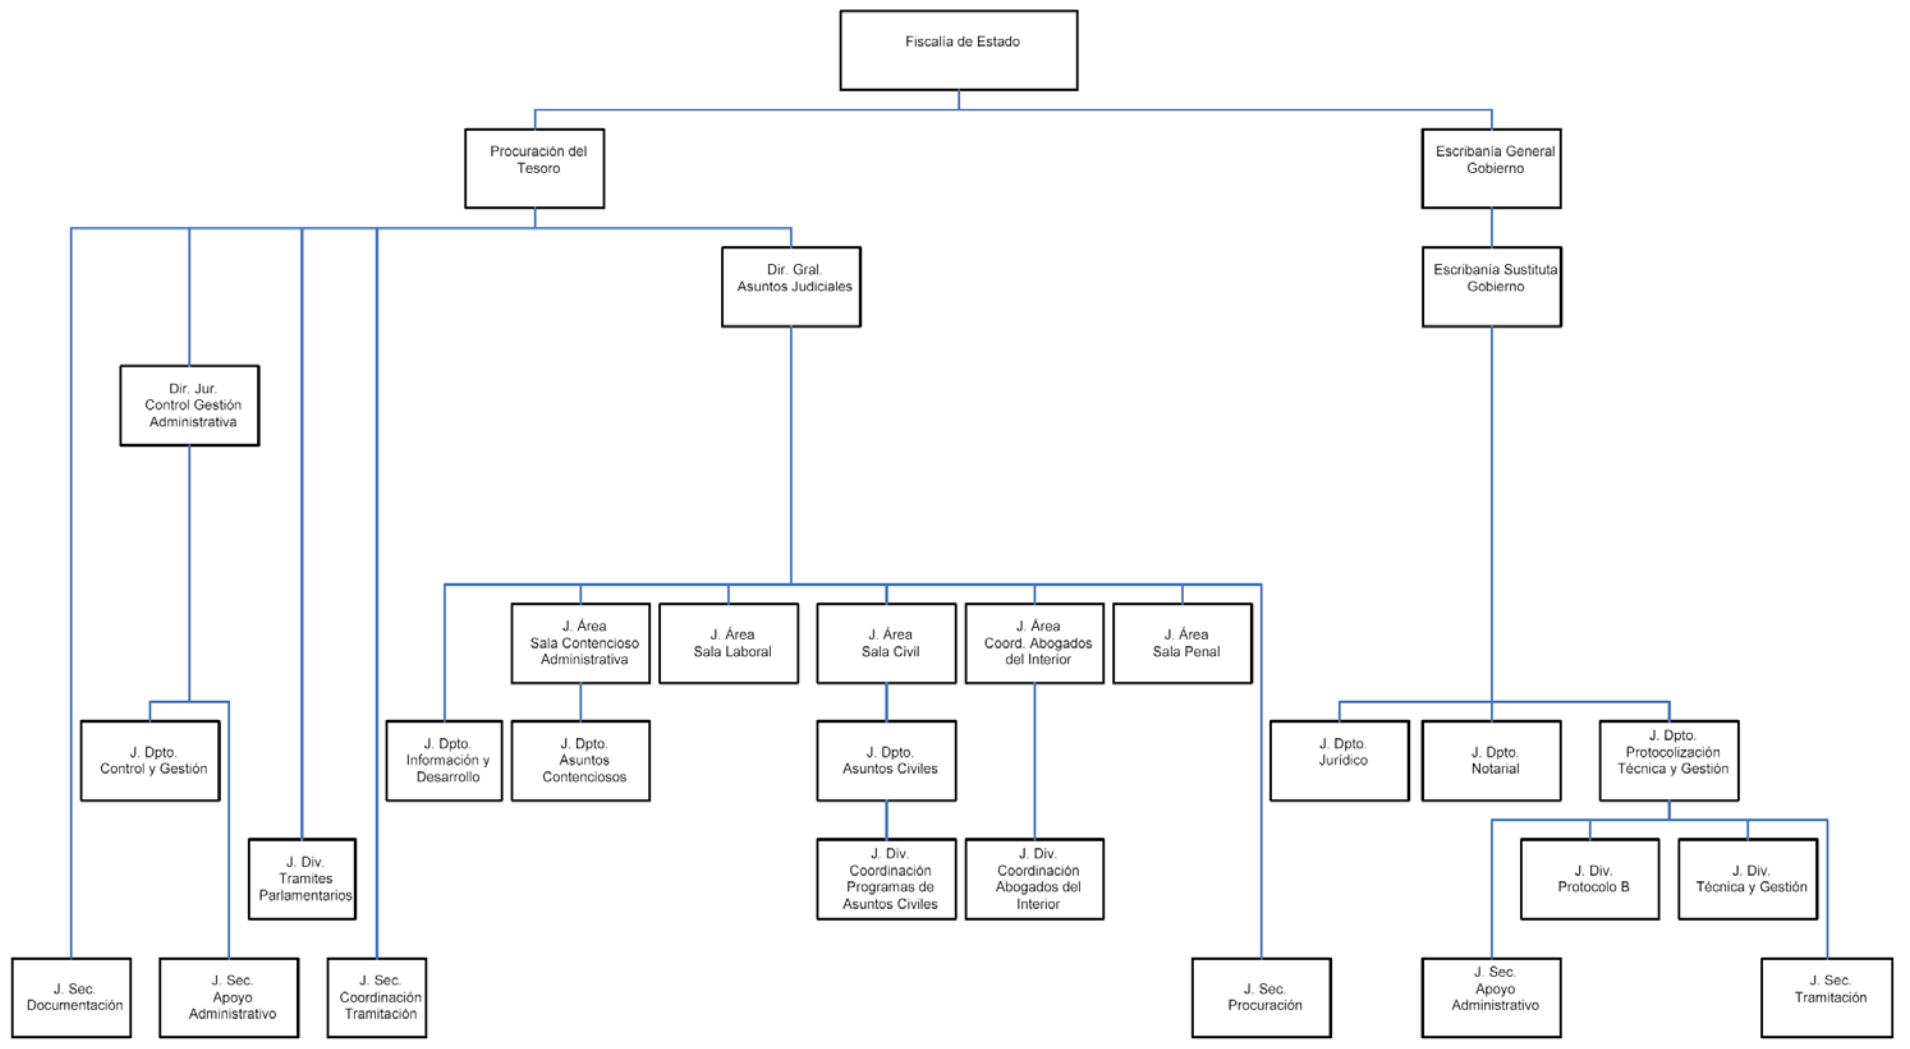 Fiscalía de Estado
Procuración del
Tesoro
Escribanía General
Gobierno
Dir. Gral.
Asuntos Judiciales
Escribanía Sustituta
Gobierno
Dir. Jur.
Control Gestión
Administrativa
J. Área
Sala Contencioso
Administrativa
J. Área
Sala Laboral
J. Área
Sala Civil
J. Área
Coord. Abogados
del Interior
J. Área
Sala Penal
J. Dpto.
Control y Gestión
J. Dpto.
Información y
Desarrollo
J. Dpto.
Asuntos
Contenciosos
J. Dpto.
Asuntos Civiles
J. Dpto.
Jurídico
J. Dpto.
Notarial
J. Dpto.
Protocolización
Técnica y Gestión
J. Div.
Tramites
Parlamentarios
J. Div.
Coordinación
Programas de
Asuntos Civiles
J. Div.
Coordinación
Abogados del
Interior
J. Div.
Protocolo B
J. Div.
Técnica y Gestión
J. Sec.
Documentación
J. Sec.
Apoyo
Administrativo
J. Sec.
Coordinación
Tramitación
J. Sec.
Procuración
J. Sec.
Apoyo
Administrativo
J. Sec.
Tramitación